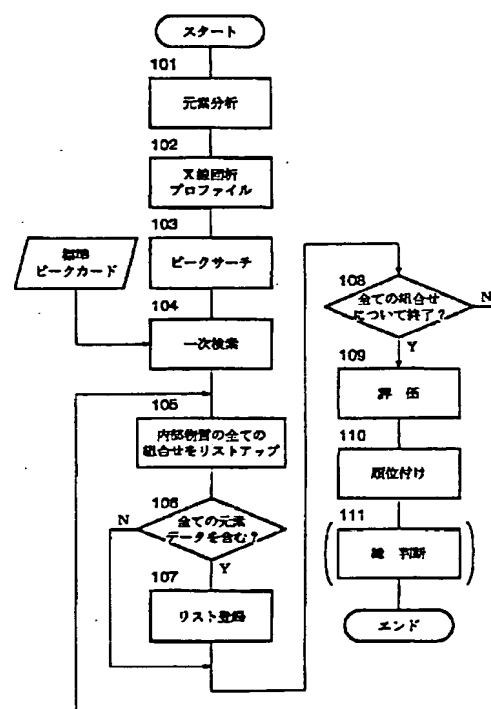 スタート
101
元素分析
102
X線回折
プロファイル
103
ピークサーチ
標準
ピークカード
104
一次検索
105
内部物質の全ての
組合せをリストアップ
106
全ての元素
データを含む?
N
Y
107
リスト登録
108
全ての組合せ
について終了?
N
Y
109
評 価
110
順位付け
111
判断
エンド